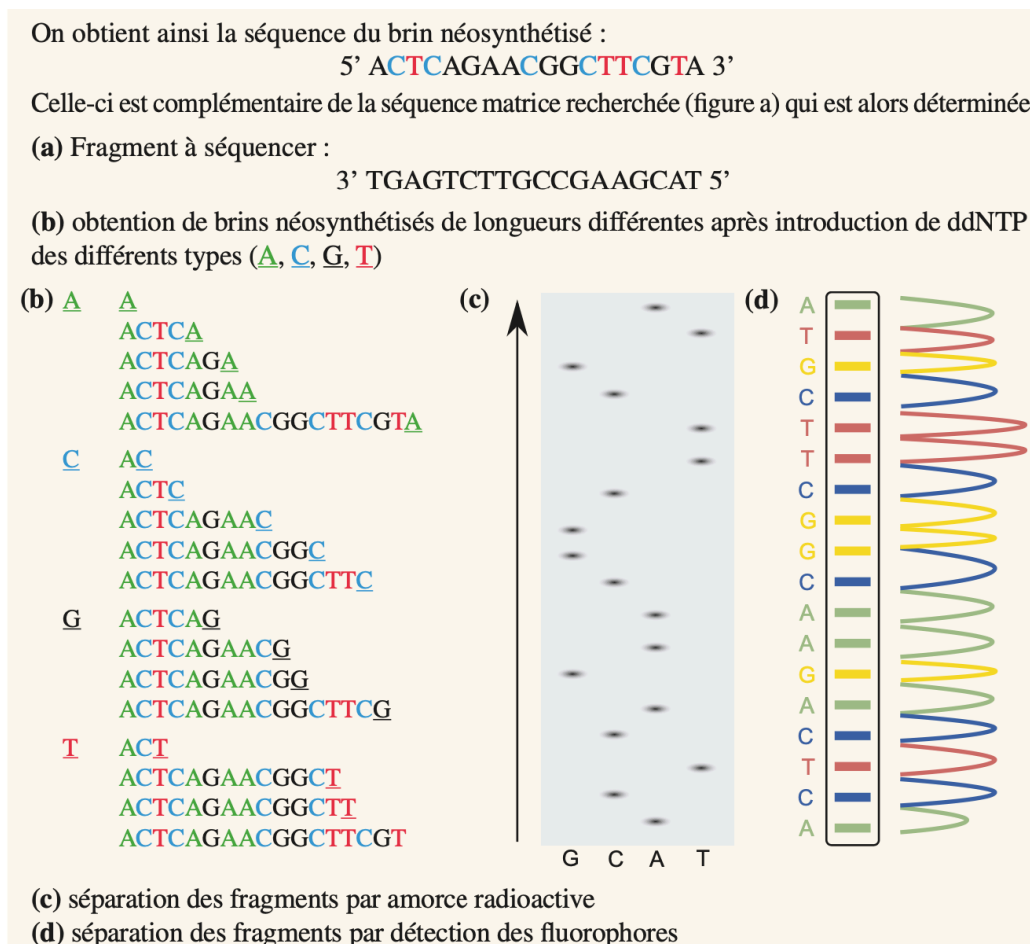 On obtient ainsi la séquence du brin néosynthétisé :
5’ ACTCAGAACGGCTTCGTA 3’
Celle-ci est complémentaire de la séquence matrice recherchée (figure a) qui est alors déterminée
(a) Fragment à séquencer :
3’ TGAGTCTTGCCGAAGCAT 5’
(b) obtention de brins néosynthétisés de longueurs différentes après introduction de ddNTP
des différents types (A, C, G, T)
(b) A A
ACTCA
ACTCAGA
ACTCAGAA
ACTCAGAACGGCTTCGTA
C AC
ACTC
ACTCAGAAC
ACTCAGAACGGC
ACTCAGAACGGCTTC
G ACTCAG
ACTCAGAACG
ACTCAGAACGG
ACTCAGAACGGCTTCG
T ACT
ACTCAGAACGGCT
ACTCAGAACGGCTT
ACTCAGAACGGCTTCGT
(c)
G C A T
(d) A
T
G
C
T
T
C
G
G
C
A
A
G
A
C
T
C
A
(c) séparation des fragments par amorce radioactive
(d) séparation des fragments par détection des fluorophores